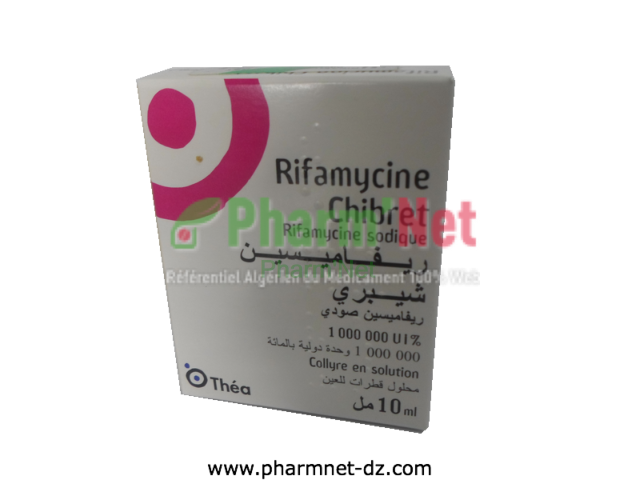 Rifamycine
Chibret
Rifamycine sodique
ريفاميسين
شيبري
ريفاميسين صودي
1 000 000 UI%
1 000 000 وحدة دولية بالمائة
Collyre en solution
محلول قطرات للعين
10 مل ml
Théa
Pharm'Net
Référentiel Algérien du Médicament 100% Web
www.pharmnet-dz.com